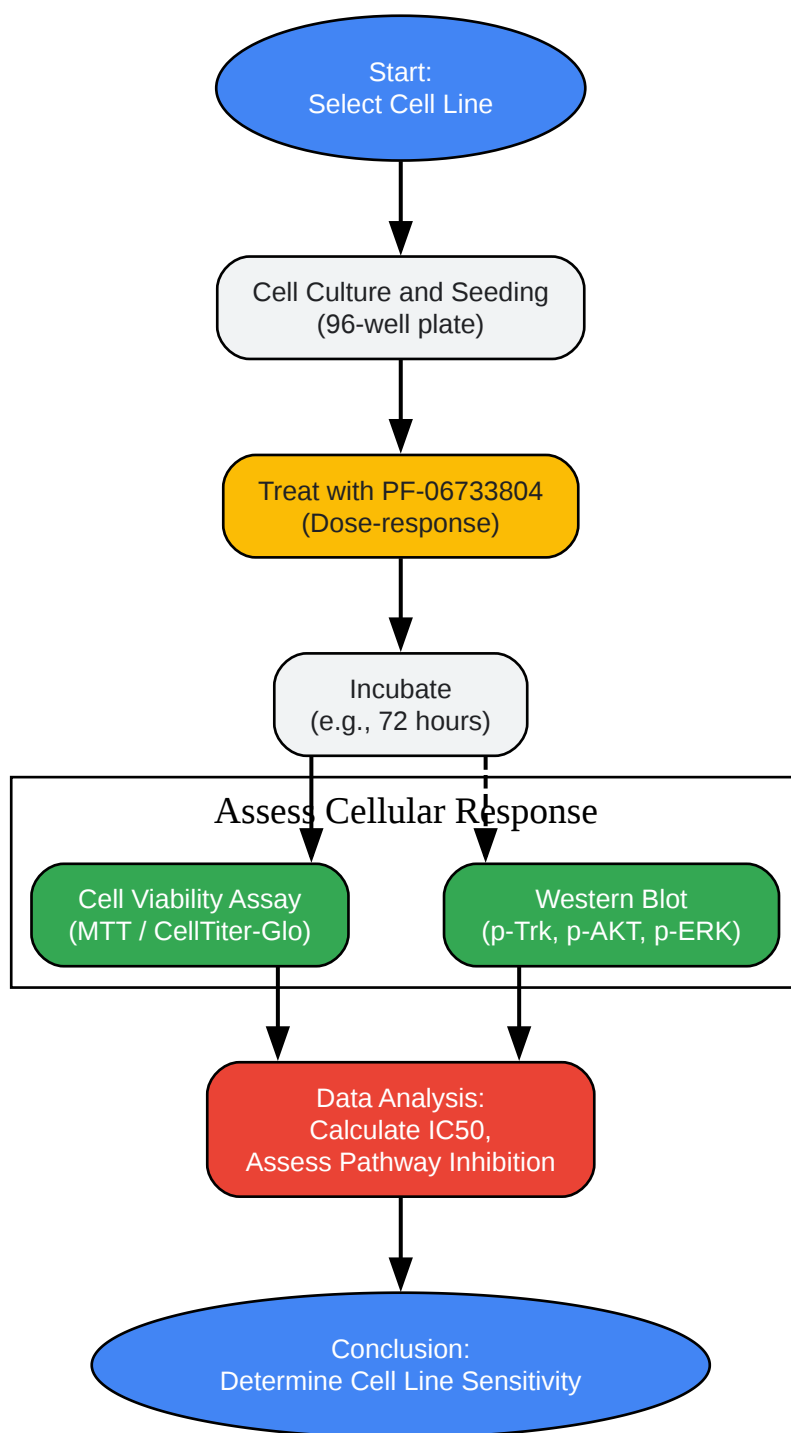 Start:
Select Cell Line
Cell Culture and Seeding
(96-well plate)
Treat with PF-06733804
(Dose-response)
Incubate
(e.g., 72 hours)
Assess Cellular Response
Cell Viability Assay
(MTT / CellTiter-Glo)
Western Blot
(p-Trk, p-AKT, p-ERK)
Data Analysis:
Calculate IC50,
Assess Pathway Inhibition
Conclusion:
Determine Cell Line Sensitivity